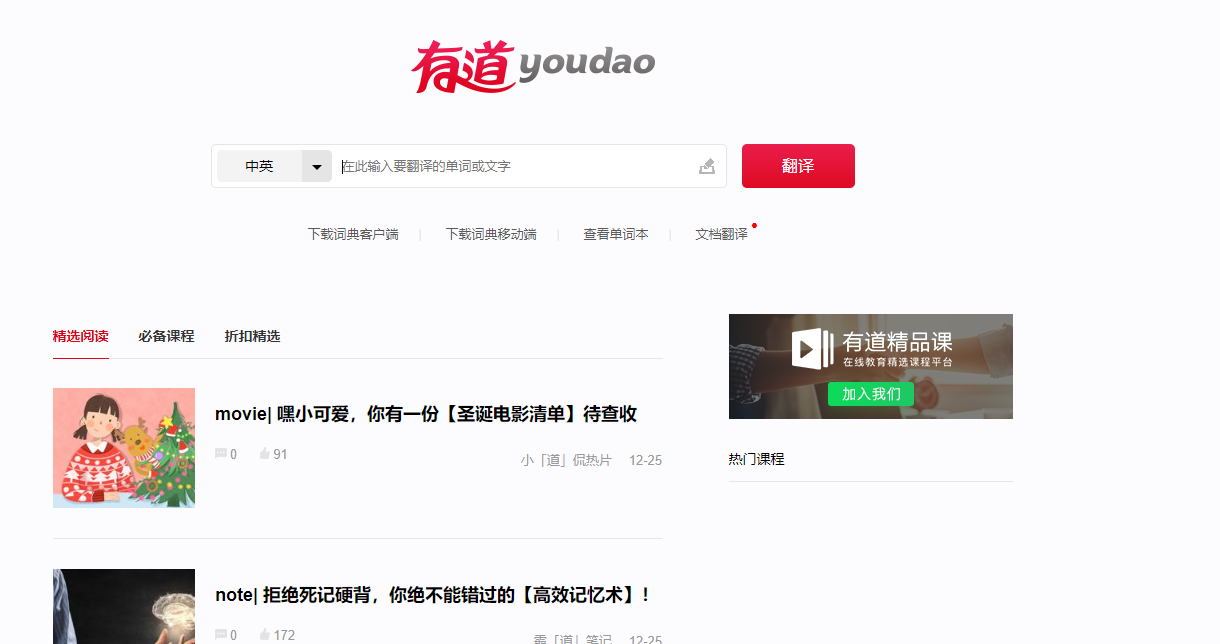 有道 youdao
中英
在此输入要翻译的单词或文字
翻译
下载词典客户端 | 下载词典移动端 | 查看单词本 | 文档翻译
精选阅读 必备课程 折扣精选
movie| 嘿小可爱，你有一份【圣诞电影清单】待查收
0 91
小「道」侃热片 12-25
note| 拒绝死记硬背，你绝不能错过的【高效记忆术】！
0 172
「道」笔记 12-25
有道精品课
在线教育精选课程平台
加入我们
热门课程